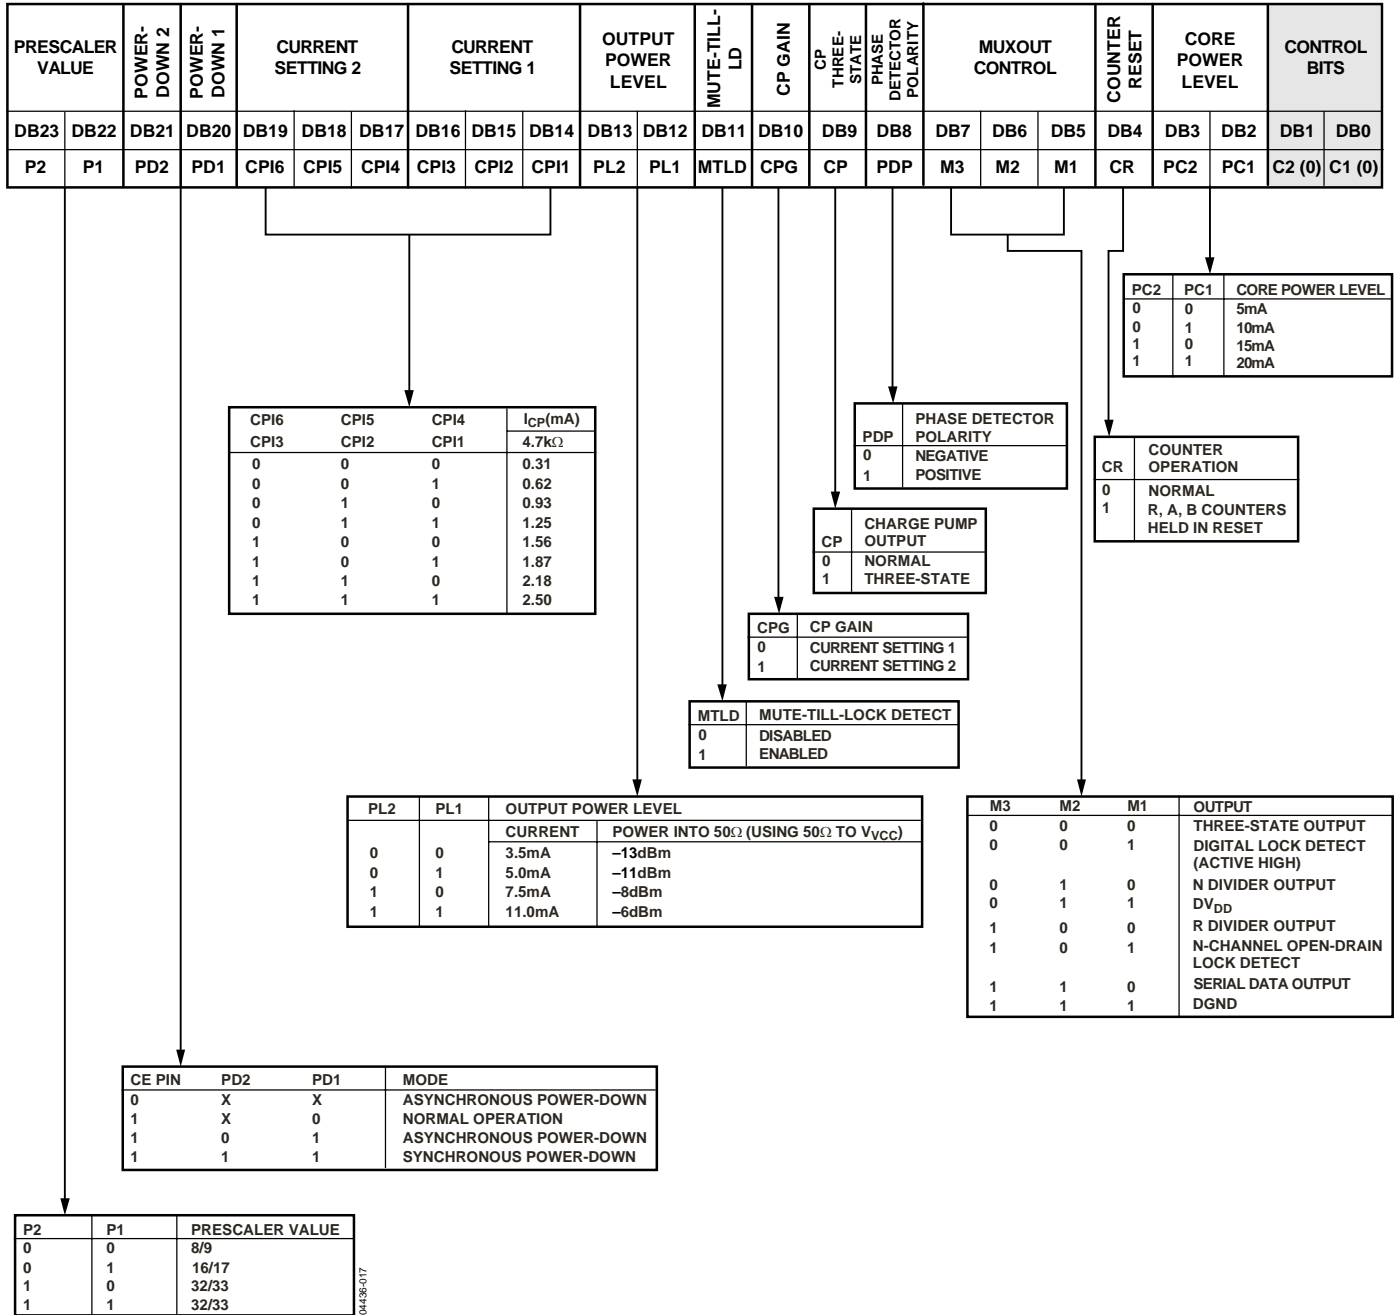 PRESCALER VALUE
POWER-DOWN 2
POWER-DOWN 1
CURRENT SETTING 2
CURRENT SETTING 1
OUTPUT POWER LEVEL
MUTE-TILL-LD
CP GAIN
CP THREE-STATE
PHASE DETECTOR POLARITY
MUXOUT CONTROL
COUNTER RESET
CORE POWER LEVEL
CONTROL BITS
DB23 DB22 DB21 DB20 DB19 DB18 DB17 DB16 DB15 DB14 DB13 DB12 DB11 DB10 DB9 DB8 DB7 DB6 DB5 DB4 DB3 DB2 DB1 DB0
P2 P1 PD2 PD1 CPI6 CPI5 CPI4 CPI3 CPI2 CPI1 PL2 PL1 MTLD CPG CP PDP M3 M2 M1 CR PC2 PC1 C2 (0) C1 (0)
PC2 PC1 CORE POWER LEVEL
0 0 5mA
0 1 10mA
1 0 15mA
1 1 20mA
CPI6 CPI5 CPI4 ICP(mA)
CPI3 CPI2 CPI1 4.7kΩ
0 0 0 0.31
0 0 1 0.62
0 1 0 0.93
0 1 1 1.25
1 0 0 1.56
1 0 1 1.87
1 1 0 2.18
1 1 1 2.50
PDP PHASE DETECTOR POLARITY
0 NEGATIVE
1 POSITIVE
CR COUNTER OPERATION
0 NORMAL
1 R, A, B COUNTERS
HELD IN RESET
CP CHARGE PUMP OUTPUT
0 NORMAL
1 THREE-STATE
CPG CP GAIN
0 CURRENT SETTING 1
1 CURRENT SETTING 2
MTLD MUTE-TILL-LOCK DETECT
0 DISABLED
1 ENABLED
PL2 PL1 OUTPUT POWER LEVEL
CURRENT POWER INTO 50Ω (USING 50Ω TO VVCC)
0 0 3.5mA –13dBm
0 1 5.0mA –11dBm
1 0 7.5mA –8dBm
1 1 11.0mA –6dBm
M3 M2 M1 OUTPUT
0 0 0 THREE-STATE OUTPUT
0 0 1 DIGITAL LOCK DETECT
(ACTIVE HIGH)
0 1 0 N DIVIDER OUTPUT
0 1 1 DVDD
1 0 0 R DIVIDER OUTPUT
1 0 1 N-CHANNEL OPEN-DRAIN
LOCK DETECT
1 1 0 SERIAL DATA OUTPUT
1 1 1 DGND
CE PIN PD2 PD1 MODE
0 X X ASYNCHRONOUS POWER-DOWN
1 X 0 NORMAL OPERATION
1 0 1 ASYNCHRONOUS POWER-DOWN
1 1 1 SYNCHRONOUS POWER-DOWN
P2 P1 PRESCALER VALUE
0 0 8/9
0 1 16/17
1 0 32/33
1 1 32/33
04436-017